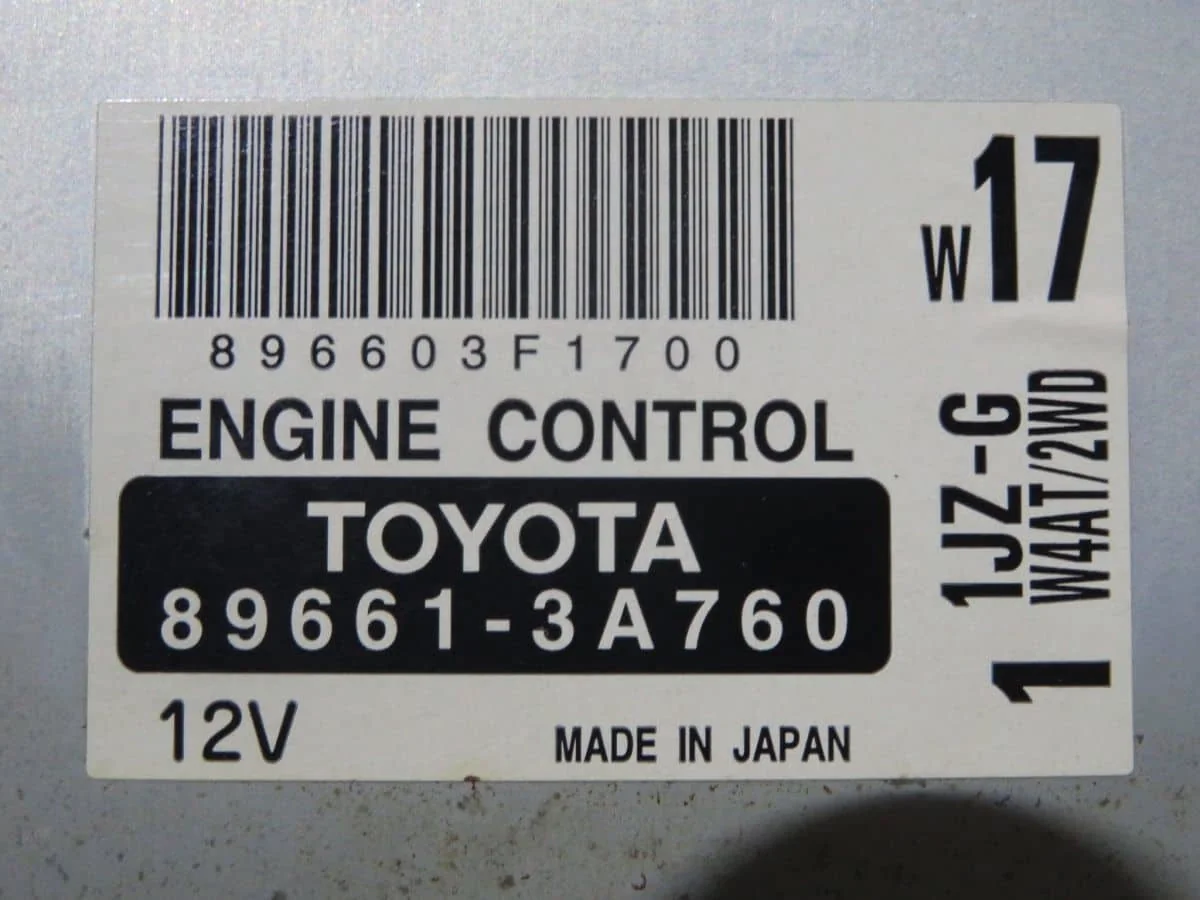 896603F1700
ENGINE CONTROL
TOYOTA
89661-3A760
12V
MADE IN JAPAN
W17
1JZ-G
W4AT/2WD
1